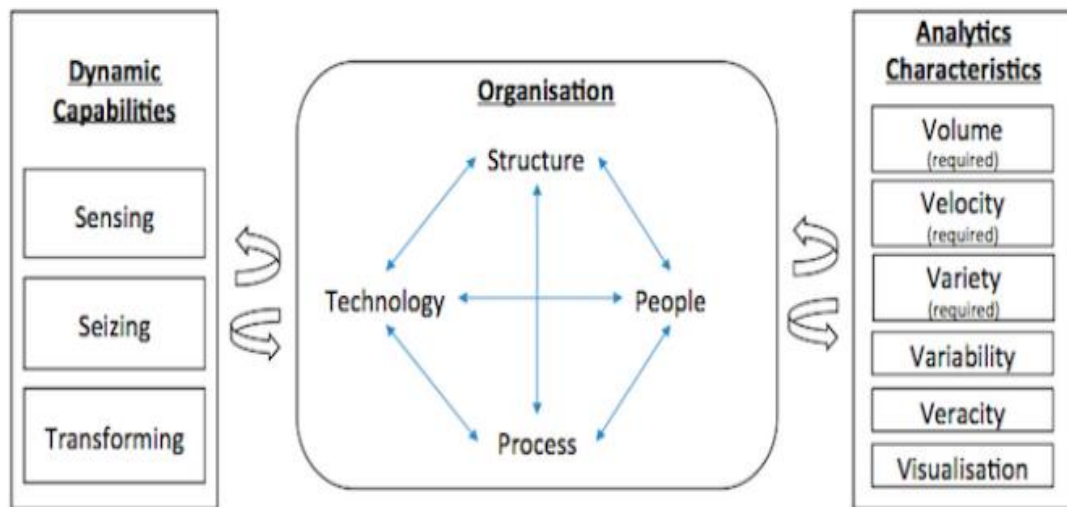 Dynamic
Capabilities
Sensing
Seizing
Transforming
Organisation
Structure
Technology
People
Process
Analytics
Characteristics
Volume
(required)
Velocity
(required)
Variety
(required)
Variability
Veracity
Visualisation